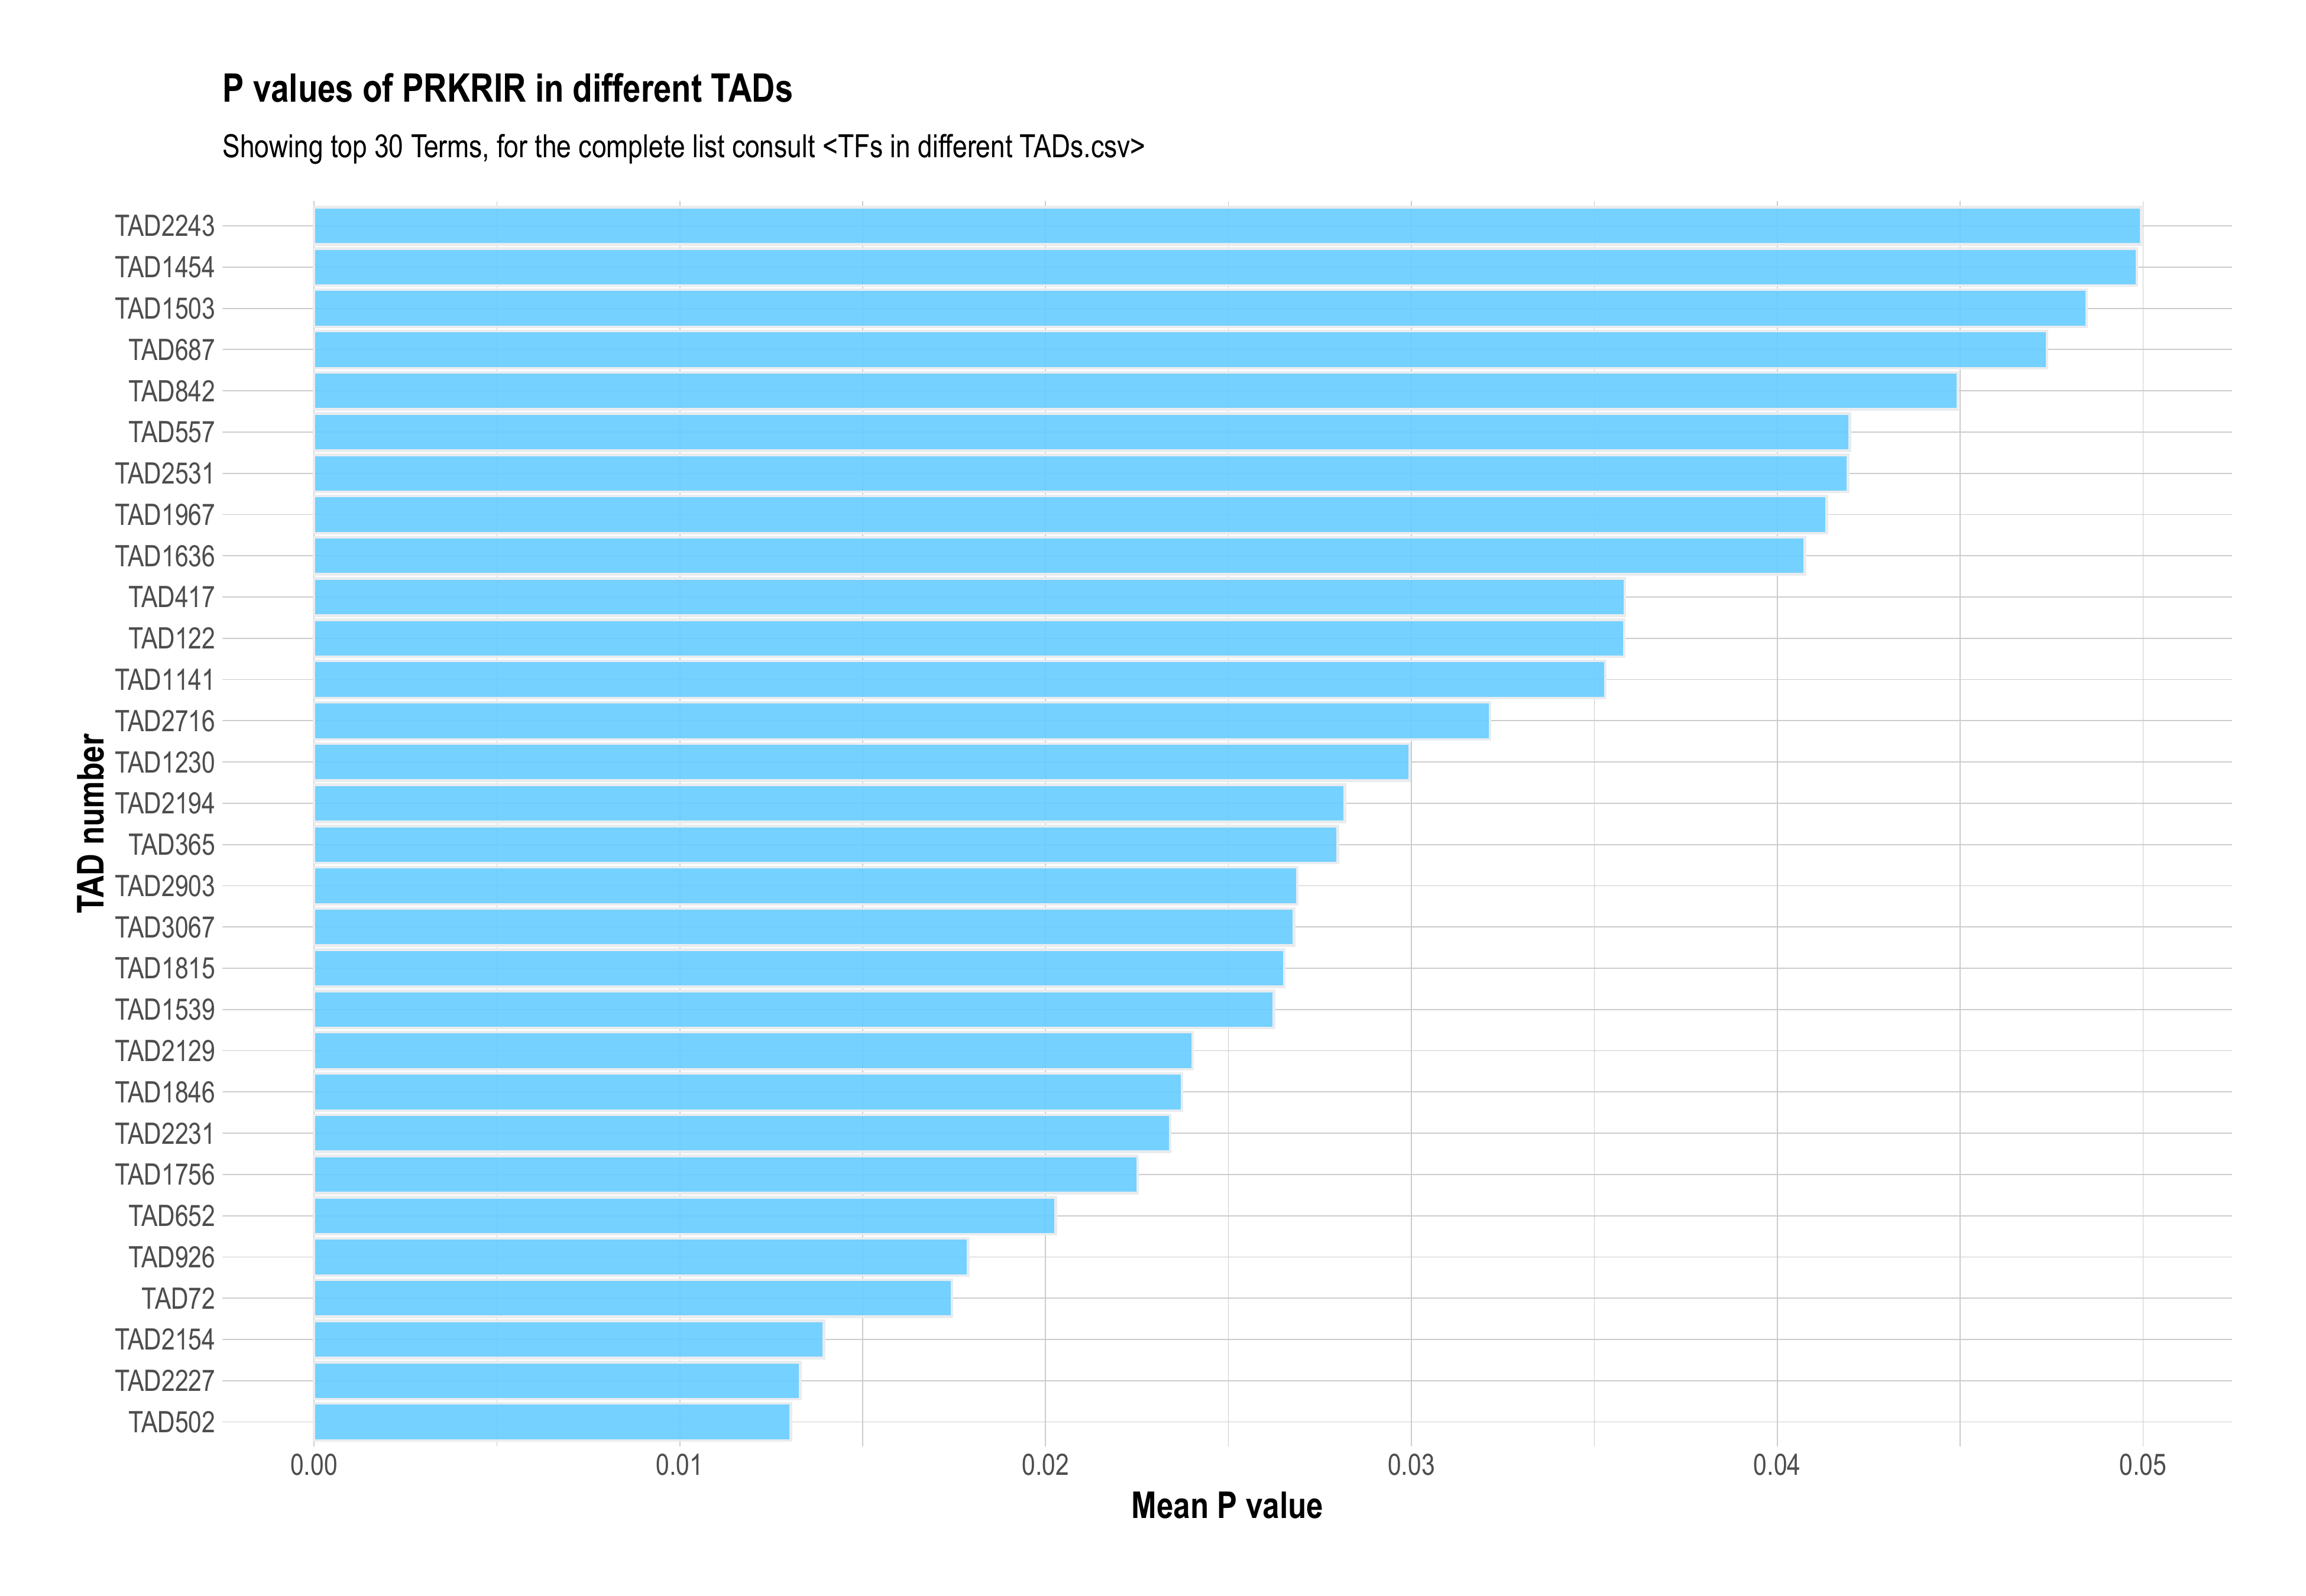 P values of PRKRIR in different TADs
Showing top 30 Terms, for the complete list consult <TFs in different TADs.csv>
TAD number
TAD2243
TAD1454
TAD1503
TAD687
TAD842
TAD557
TAD2531
TAD1967
TAD1636
TAD417
TAD122
TAD1141
TAD2716
TAD1230
TAD2194
TAD365
TAD2903
TAD3067
TAD1815
TAD1539
TAD2129
TAD1846
TAD2231
TAD1756
TAD652
TAD926
TAD72
TAD2154
TAD2227
TAD502
0.00 0.01 0.02 0.03 0.04 0.05
Mean P value